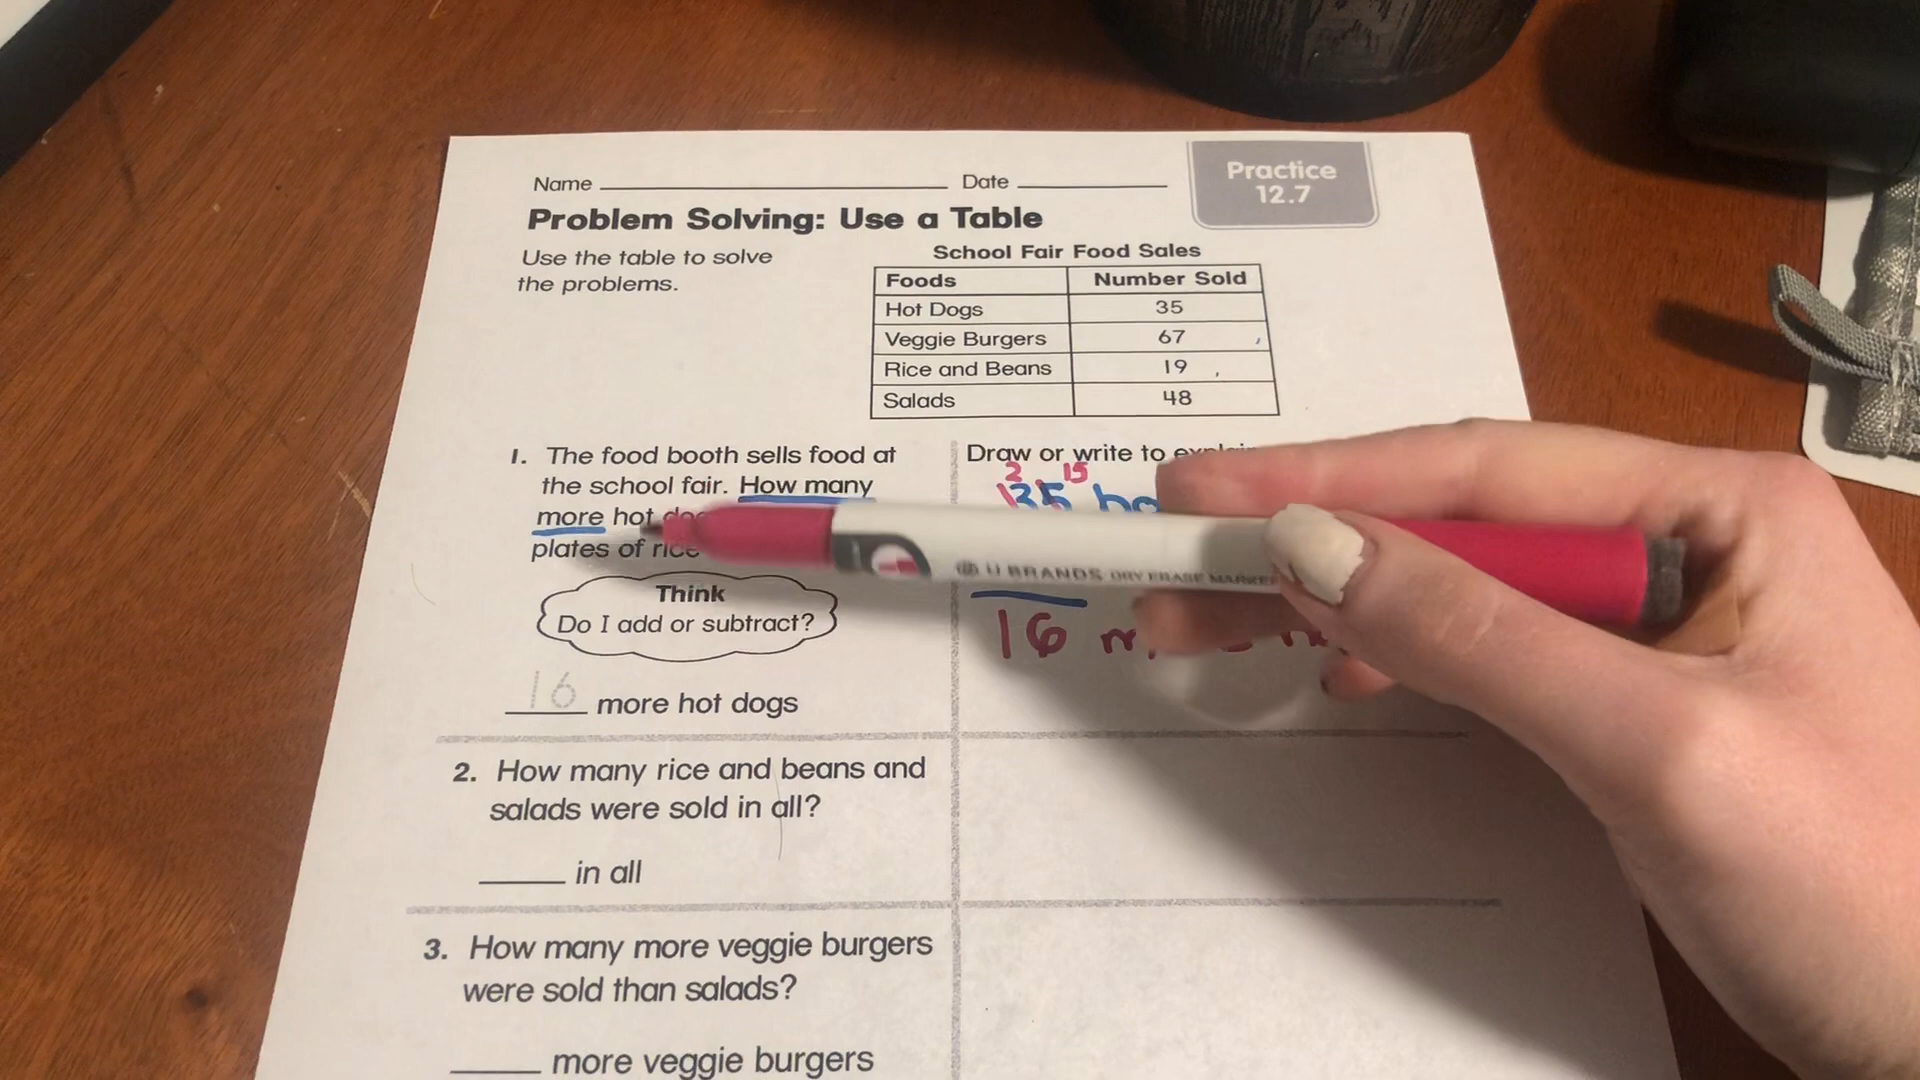 Name Date
Practice
12.7
Problem Solving: Use a Table
Use the table to solve
the problems.
School Fair Food Sales
Foods Number Sold
Hot Dogs 35
Veggie Burgers 67
Rice and Beans 19
Salads 48
1. The food booth sells food at
the school fair. How many
more hot
plates of rice
Think
Do I add or subtract?
16 more hot dogs
Draw or write to
2 15
35
16
U BRANDS DRY ERASE MARKER
2. How many rice and beans and
salads were sold in all?
in all
3. How many more veggie burgers
were sold than salads?
more veggie burgers